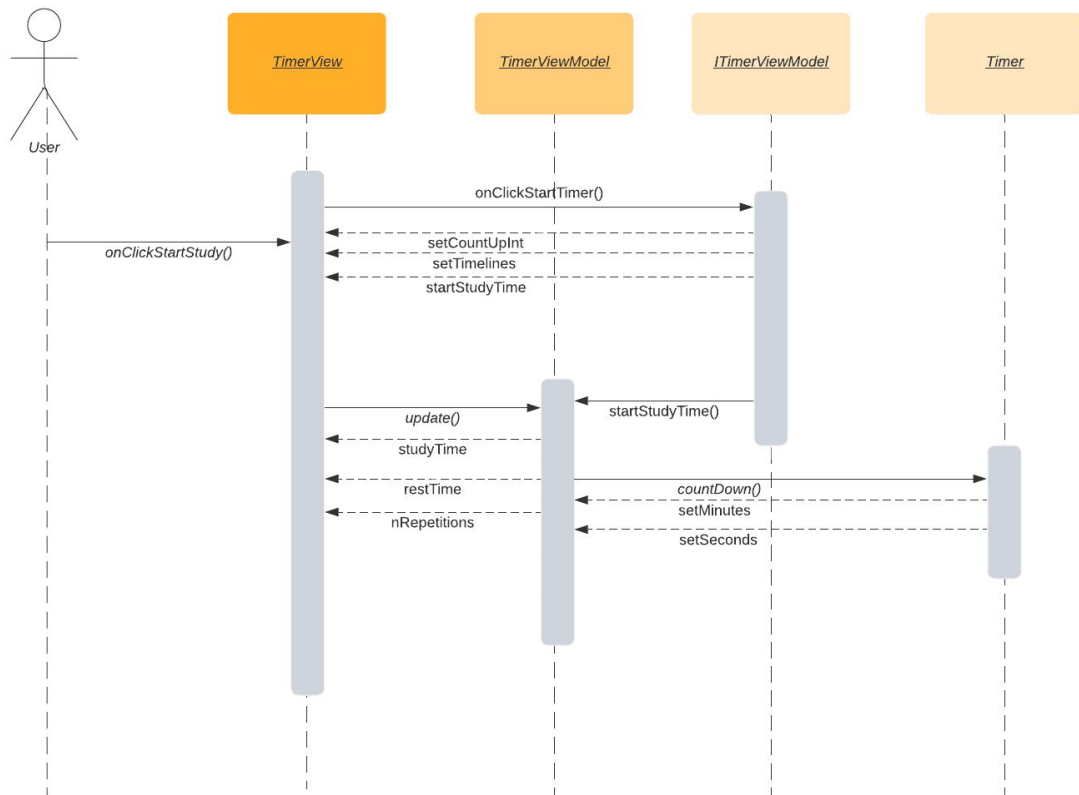 TimerView
TimerViewModel
ITimerViewModel
Timer
User
onClickStartTimer()
onClickStartStudy()
setCountUpInt
setTimelines
startStudyTime
startStudyTime()
update()
studyTime
restTime
countDown()
setMinutes
nRepetitions
setSeconds